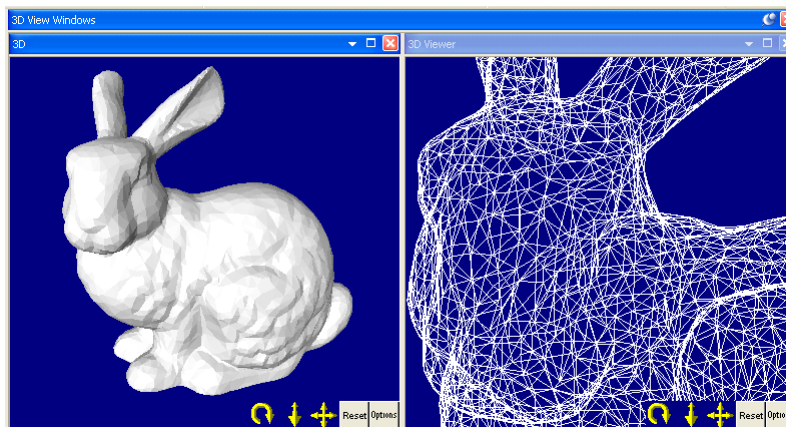 3D View Windows
3D
3D Viewer
Reset Options
Reset Optio